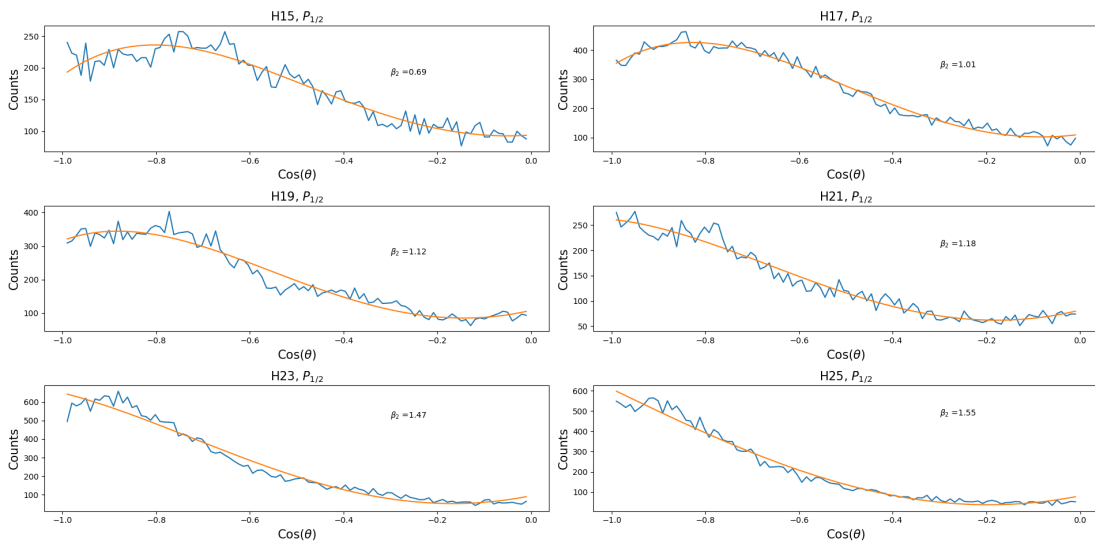 H15, P1/2
250
200
150
100
Counts
β2 =0.69
−1.0 −0.8 −0.6 −0.4 −0.2 0.0
Cos(θ)
H17, P1/2
400
300
200
100
Counts
β2 =1.01
−1.0 −0.8 −0.6 −0.4 −0.2 0.0
Cos(θ)
H19, P1/2
400
300
200
100
Counts
β2 =1.12
−1.0 −0.8 −0.6 −0.4 −0.2 0.0
Cos(θ)
H21, P1/2
250
200
150
100
50
Counts
β2 =1.18
−1.0 −0.8 −0.6 −0.4 −0.2 0.0
Cos(θ)
H23, P1/2
600
500
400
300
200
100
Counts
β2 =1.47
−1.0 −0.8 −0.6 −0.4 −0.2 0.0
Cos(θ)
H25, P1/2
600
500
400
300
200
100
Counts
β2 =1.55
−1.0 −0.8 −0.6 −0.4 −0.2 0.0
Cos(θ)